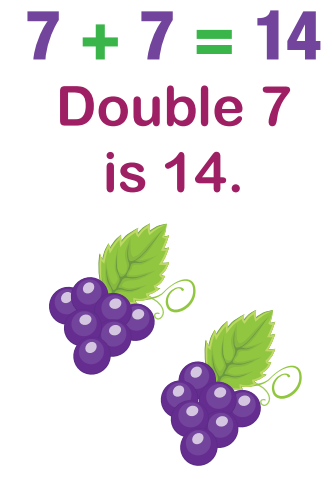 7 + 7 = 14
Double 7
is 14.